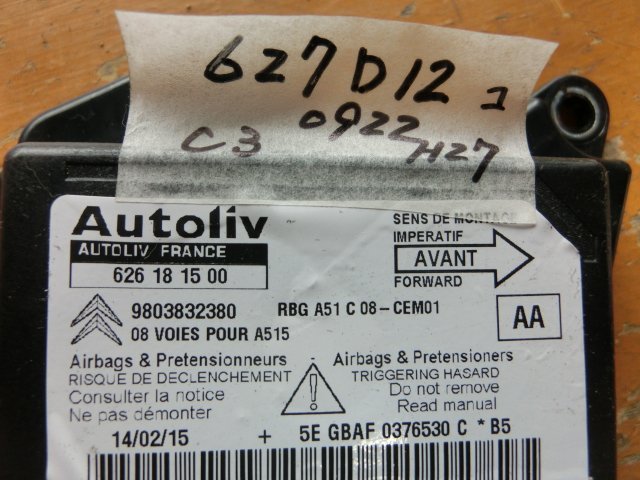 627D12 コ
0922
C3 H27
Autoliv
SENS DE MONTAGE
IMPERATIF
AUTOLIV FRANCE
AVANT
626 18 15 00
FORWARD
9803832380 RBG A51 C 08-CEM01
AA
08 VOIES POUR A515
Airbags & Pretensionneurs
RISQUE DE DECLENCHEMENT
Consulter la notice
Ne pas démonter
Airbags & Pretensioners
TRIGGERING HASARD
Do not remove
Read manual
14/02/15 + 5E GBAF 0376530 C * B5